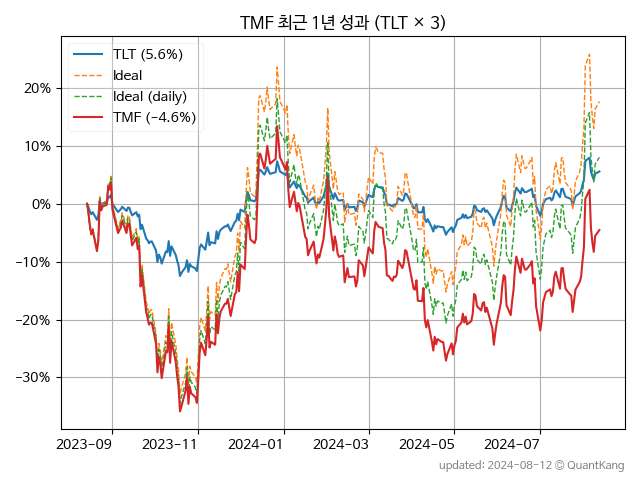 TMF 최근 1년 성과 (TLT × 3)
TLT (5.6%)
Ideal
Ideal (daily)
TMF (−4.6%)
20%
10%
0%
−10%
−20%
−30%
2023−09
2023−11
2024−01
2024−03
2024−05
2024−07
updated: 2024-08-12 © QuantKang